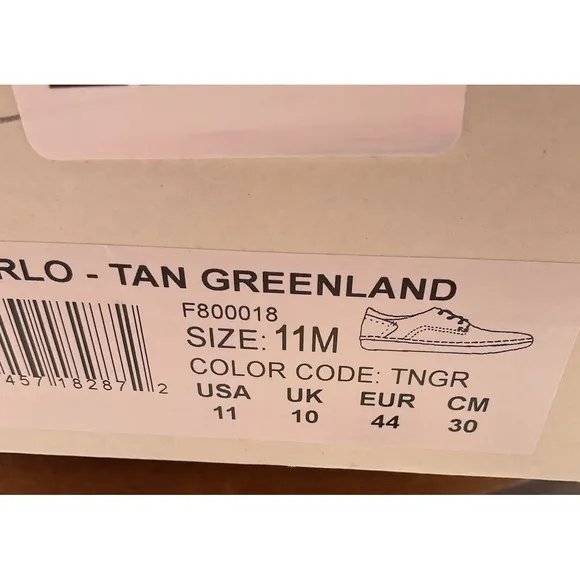 RLO - TAN GREENLAND
F800018
SIZE: 11M
COLOR CODE: TNGR
USA UK EUR CM
11 10 44 30
457 18287 2